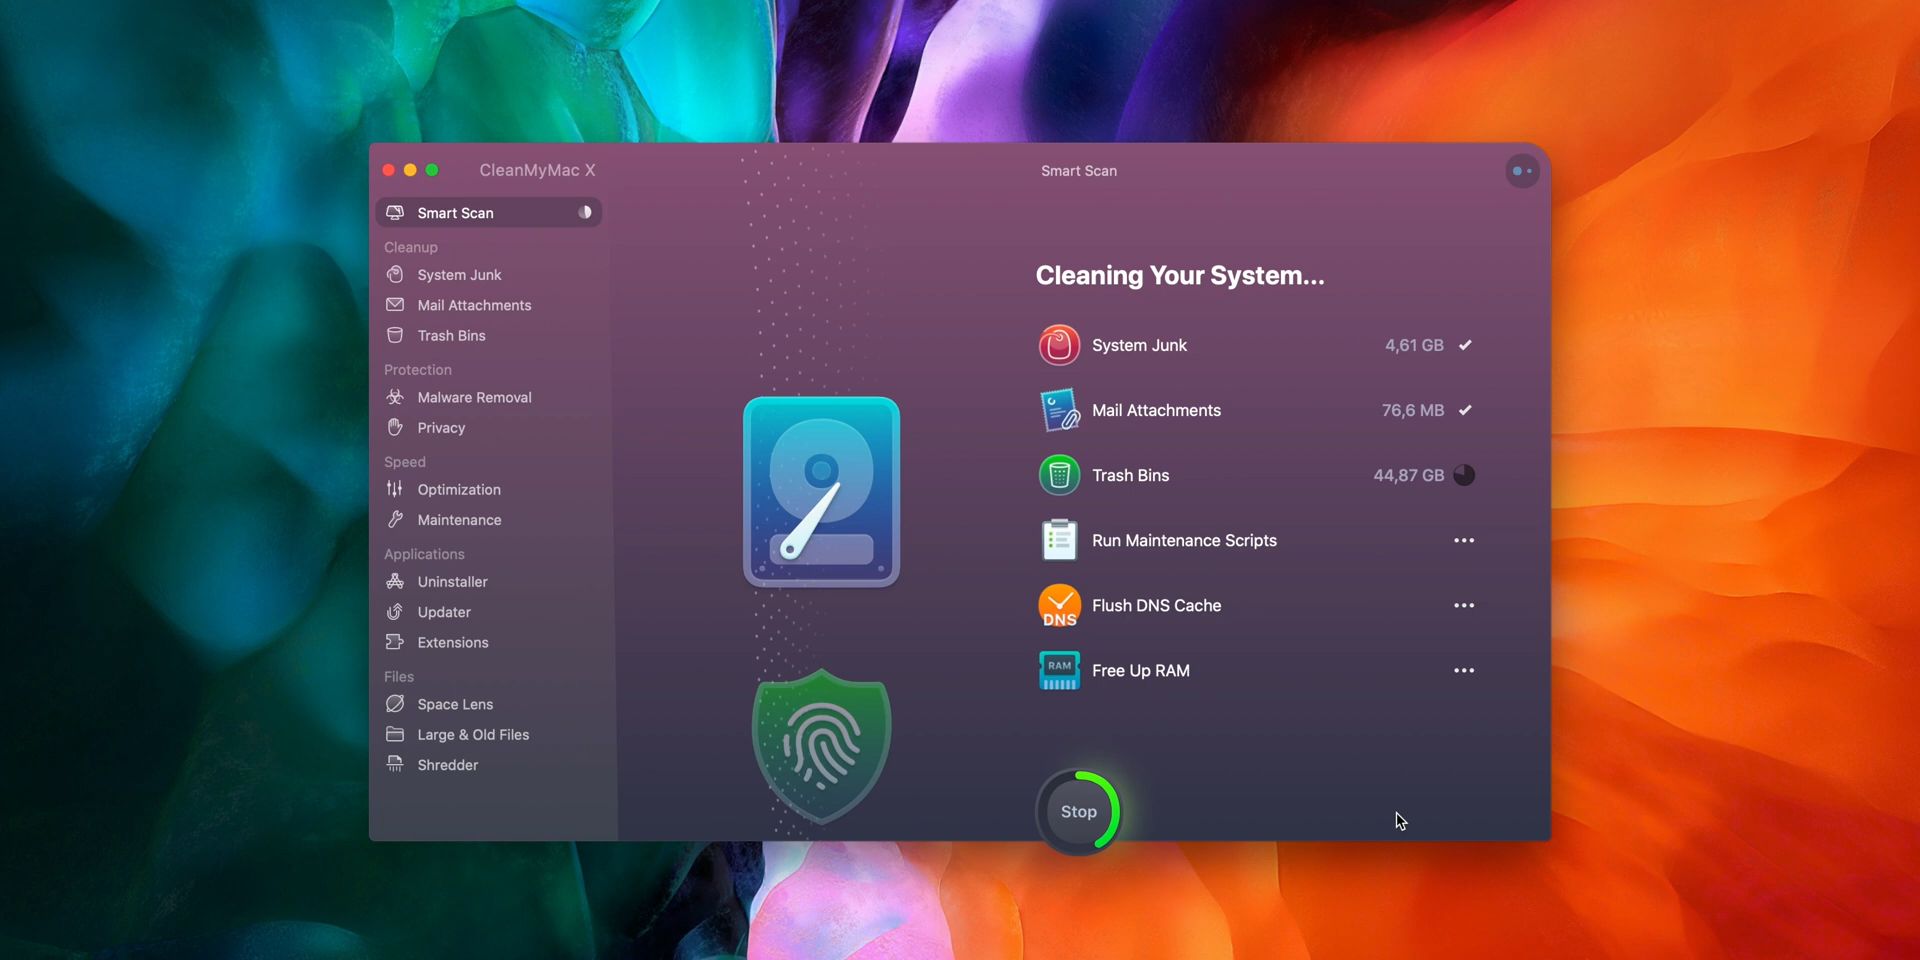 CleanMyMac X
Smart Scan
Smart Scan
Cleanup
System Junk
Mail Attachments
Trash Bins
Protection
Malware Removal
Privacy
Speed
Optimization
Maintenance
Applications
Uninstaller
Updater
Extensions
Files
Space Lens
Large & Old Files
Shredder
Cleaning Your System...
System Junk 4,61 GB
Mail Attachments 76,6 MB
Trash Bins 44,87 GB
Run Maintenance Scripts
DNS Flush DNS Cache
RAM Free Up RAM
Stop